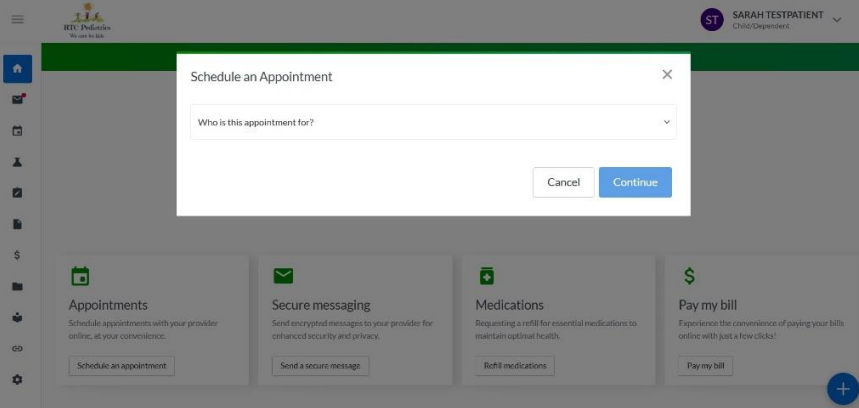 RTC Pediatrics
We care for kids
ST
SARAH TESTPATIENT
Child/Dependent
Schedule an Appointment
Who is this appointment for?
Cancel
Continue
Appointments
Schedule appointments with your provider
online, at your convenience.
Schedule an appointment
Secure messaging
Send encrypted messages to your provider for
enhanced security and privacy.
Send a secure message
Medications
Requesting a refill for essential medications to
maintain optimal health.
Refill medications
Pay my bill
Experience the convenience of paying your bills
online with just a few clicks!
Pay my bill